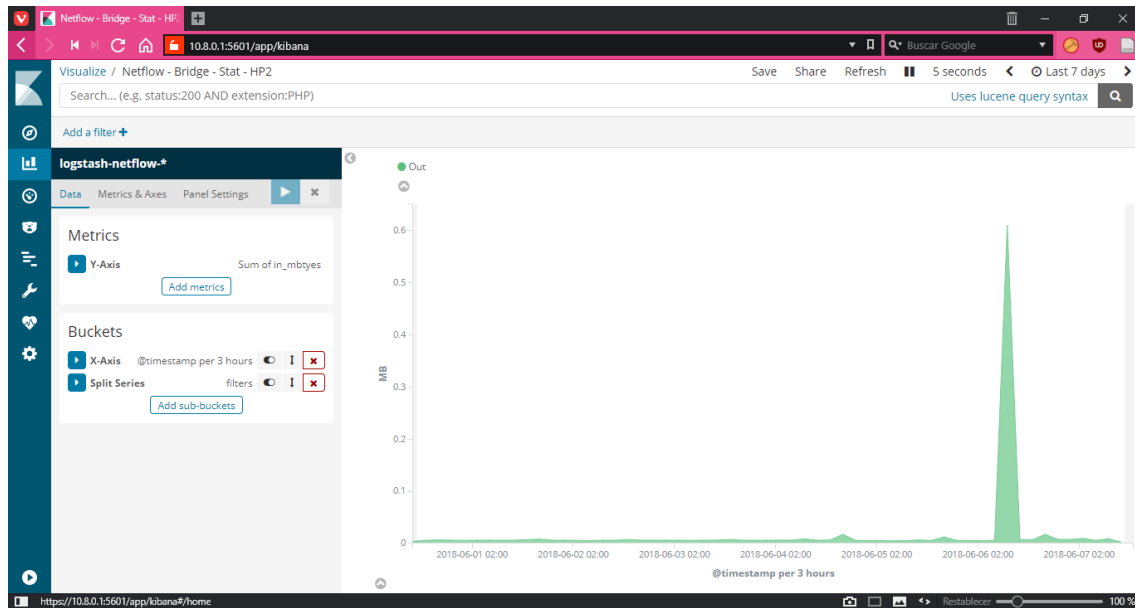 Netflow - Bridge - Stat - HP2
10.8.0.1:5601/app/kibana
Buscar Google
Visualize / Netflow - Bridge - Stat - HP2
Save Share Refresh 5 seconds Last 7 days
Search... (e.g. status:200 AND extension:PHP)
Uses lucene query syntax
Add a filter
logstash-netflow-*
Data Metrics & Axes Panel Settings
Metrics
Y-Axis Sum of in_mbtyes
Add metrics
Buckets
X-Axis @timestamp per 3 hours
Split Series filters
Add sub-buckets
Out
0.6
0.5
0.4
0.3
0.2
0.1
0
MB
2018-06-01 02:00 2018-06-02 02:00 2018-06-03 02:00 2018-06-04 02:00 2018-06-05 02:00 2018-06-06 02:00 2018-06-07 02:00
@timestamp per 3 hours
https://10.8.0.1:5601/app/kibana#/home
Restablecer
100 %